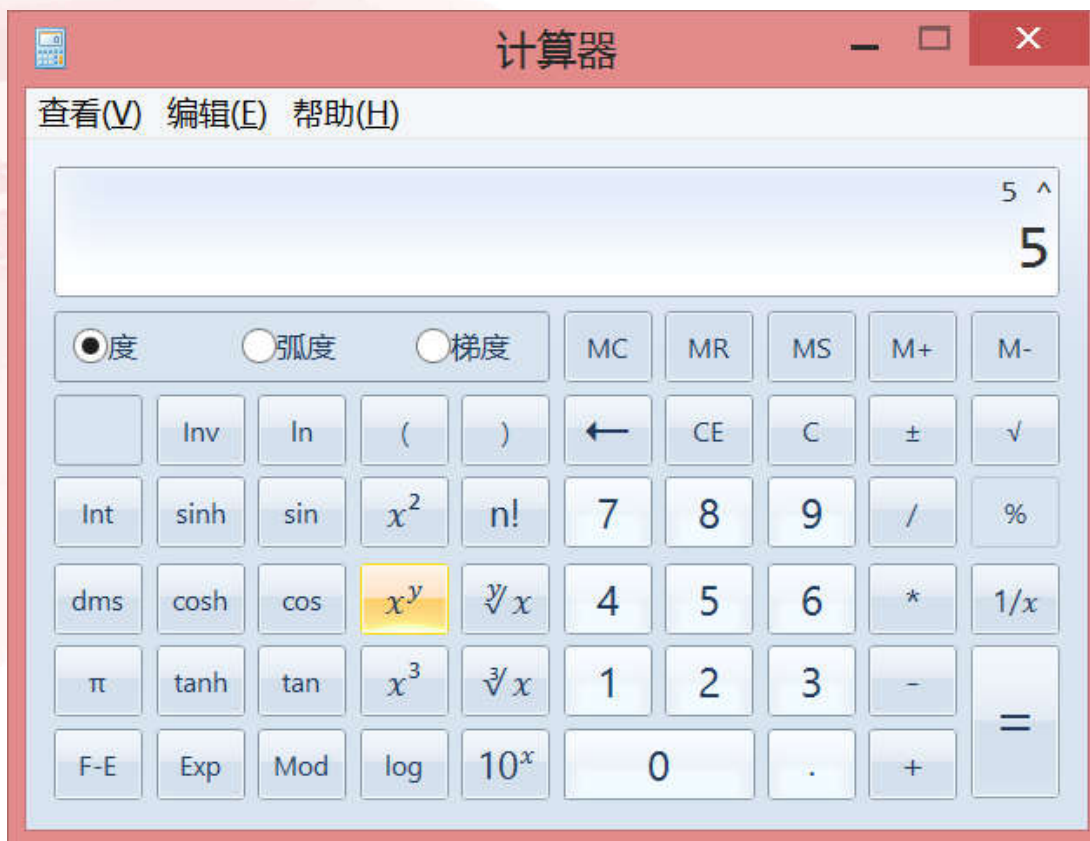 计算器
查看(V) 编辑(E) 帮助(H)
5 ^
5
度 弧度 梯度 MC MR MS M+ M-
Inv ln ( ) ← CE C ± √
Int sinh sin x² n! 7 8 9 / %
dms cosh cos xʸ ʸ√x 4 5 6 * 1/x
π tanh tan x³ ³√x 1 2 3 - =
F-E Exp Mod log 10ˣ 0 . +